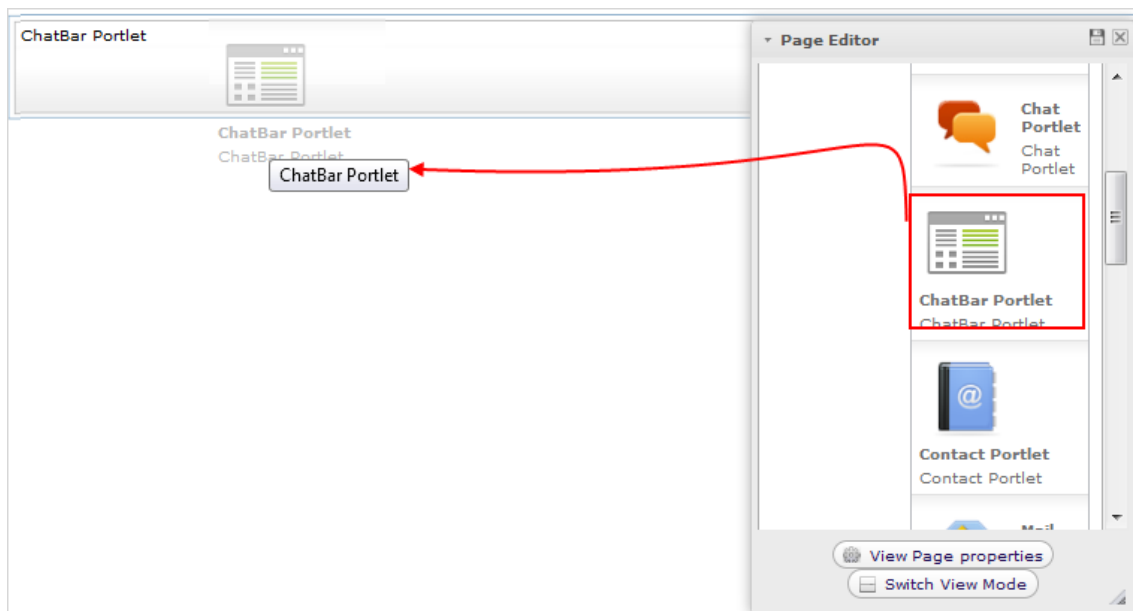 ChatBar Portlet
ChatBar Portlet
ChatBar Portlet
ChatBar Portlet
Page Editor
Chat
Portlet
Chat
Portlet
ChatBar Portlet
ChatBar Portlet
Contact Portlet
Contact Portlet
Mail
View Page properties
Switch View Mode